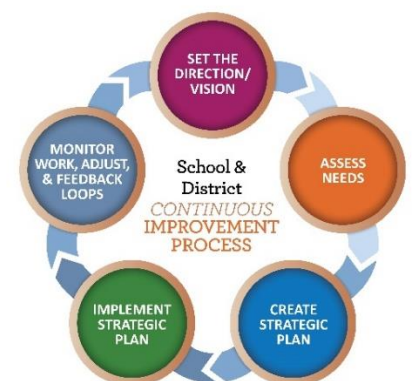 SET THE
DIRECTION/
VISION
ASSESS
NEEDS
CREATE
STRATEGIC
PLAN
IMPLEMENT
STRATEGIC
PLAN
MONITOR
WORK, ADJUST,
& FEEDBACK
LOOPS
School &
District
CONTINUOUS
IMPROVEMENT
PROCESS